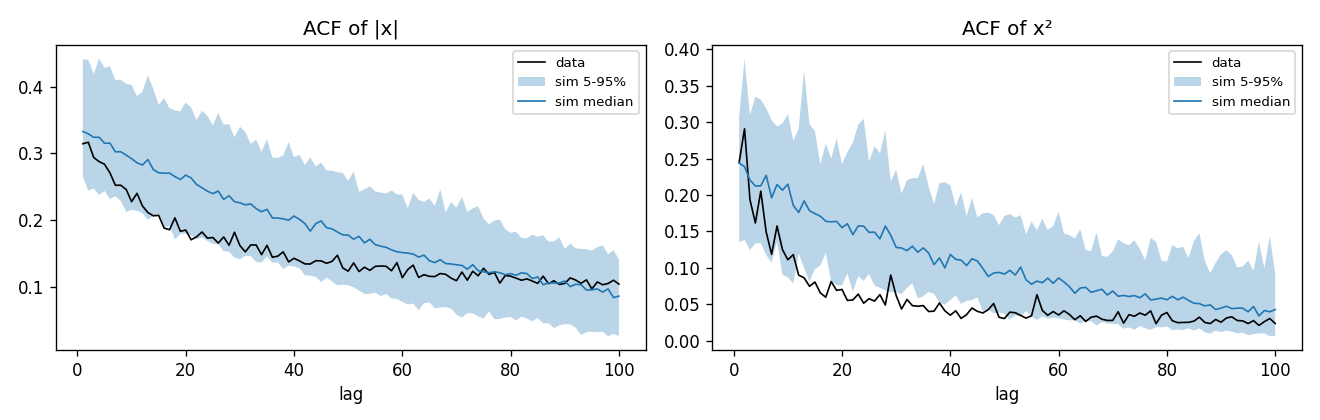 ACF of |x|
0.4
0.3
0.2
0.1
0 20 40 60 80 100
lag
data
sim 5-95%
sim median
ACF of x²
0.40
0.35
0.30
0.25
0.20
0.15
0.10
0.05
0.00
0 20 40 60 80 100
lag
data
sim 5-95%
sim median